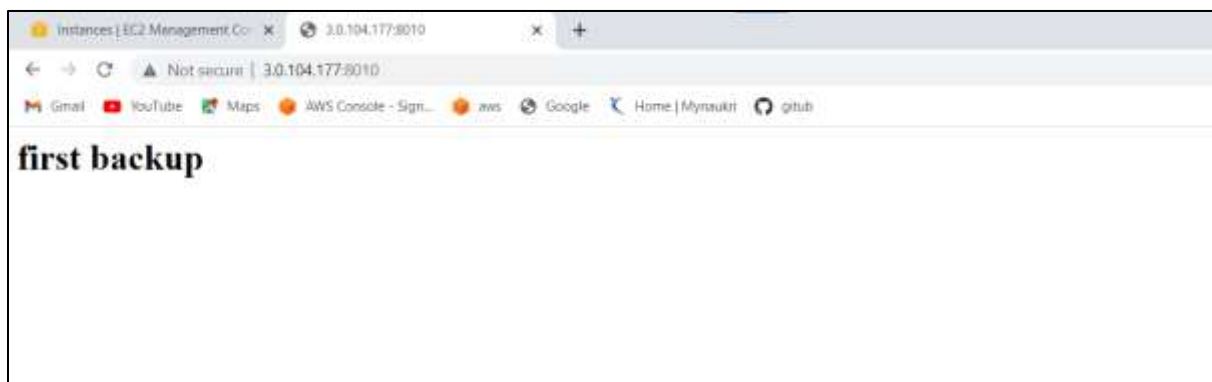 Instances | EC2 Management Co
3.0.104.177:8010
Not secure | 3.0.104.177:8010
Gmail YouTube Maps AWS Console - Sign... aws Google Home | Mynaukri gitub
first backup